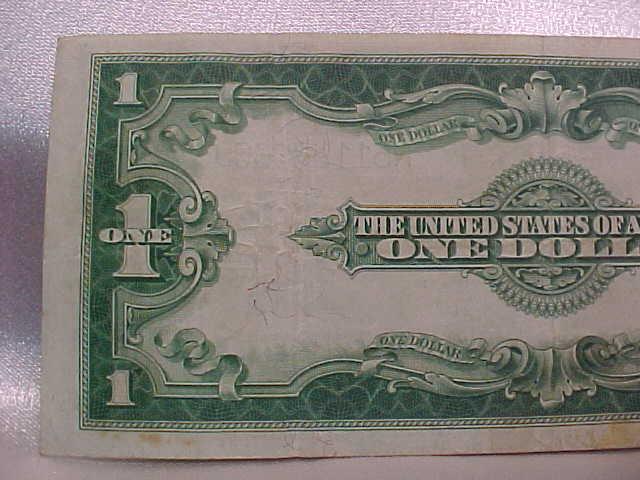 1
ONE DOLLAR
THE UNITED STATES OF A
1
ONE
ONE DOLL
ONE DOLLAR
1